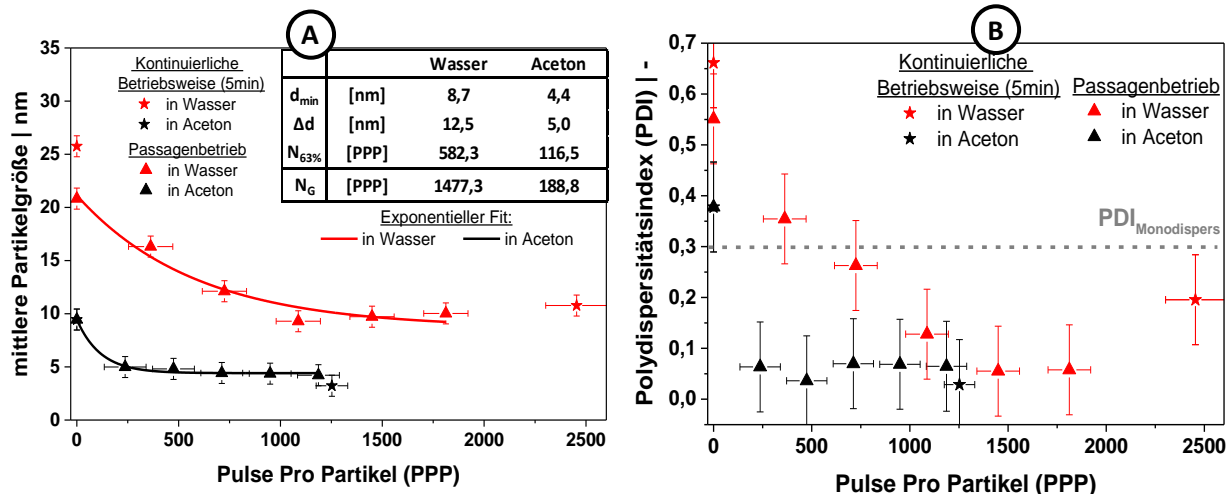 A
35
30
25
20
15
10
5
0
mittlere Partikelgröße | nm
0
500
1000
1500
2000
2500
Pulse Pro Partikel (PPP)
Kontinuierliche
Betriebsweise (5min)
in Wasser
in Aceton
Passagenbetrieb
in Wasser
in Aceton
Wasser Aceton
dmin [nm] 8,7 4,4
Δd [nm] 12,5 5,0
N63% [PPP] 582,3 116,5
NG [PPP] 1477,3 188,8
Exponentieller Fit:
in Wasser in Aceton
B
0,7
0,6
0,5
0,4
0,3
0,2
0,1
0,0
Polydispersitätsindex (PDI) | -
0
500
1000
1500
2000
2500
Pulse Pro Partikel (PPP)
Kontinuierliche
Betriebsweise (5min)
in Wasser
in Aceton
Passagenbetrieb
in Wasser
in Aceton
PDIMonodispers